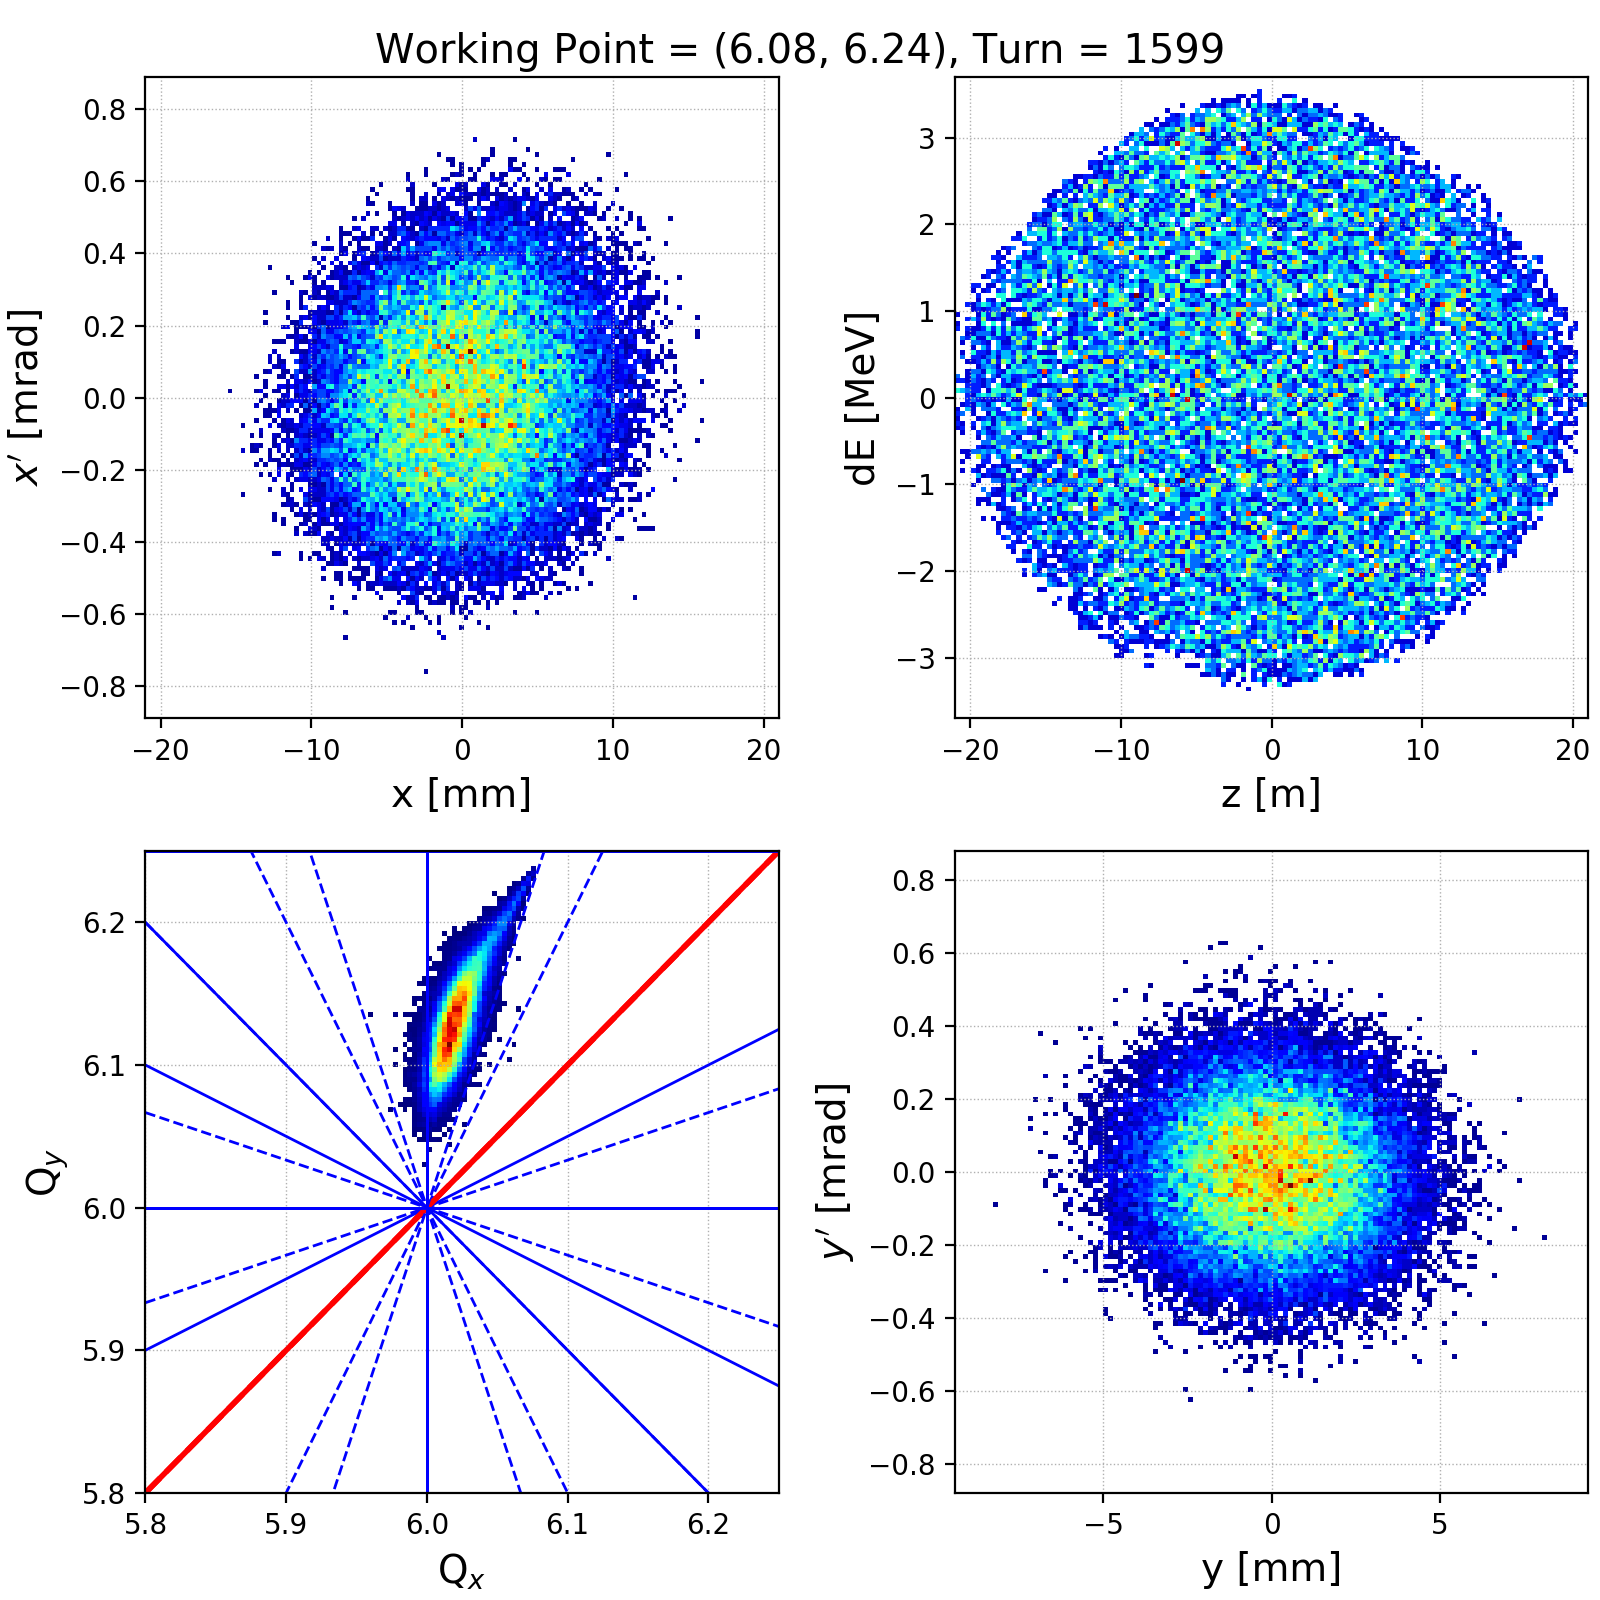 Working Point = (6.08, 6.24), Turn = 1599
0.8
0.6
0.4
0.2
0.0
−0.2
−0.4
−0.6
−0.8
x′ [mrad]
−20 −10 0 10 20
x [mm]
3
2
1
0
−1
−2
−3
dE [MeV]
−20 −10 0 10 20
z [m]
6.2
6.1
6.0
5.9
5.8
Qy
5.8 5.9 6.0 6.1 6.2
Qx
0.8
0.6
0.4
0.2
0.0
−0.2
−0.4
−0.6
−0.8
y′ [mrad]
−5 0 5
y [mm]